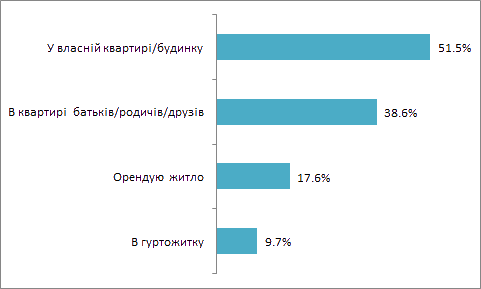 У власній квартирі/будинку 51.5%
В квартирі батьків/родичів/друзів 38.6%
Орендую житло 17.6%
В гуртожитку 9.7%